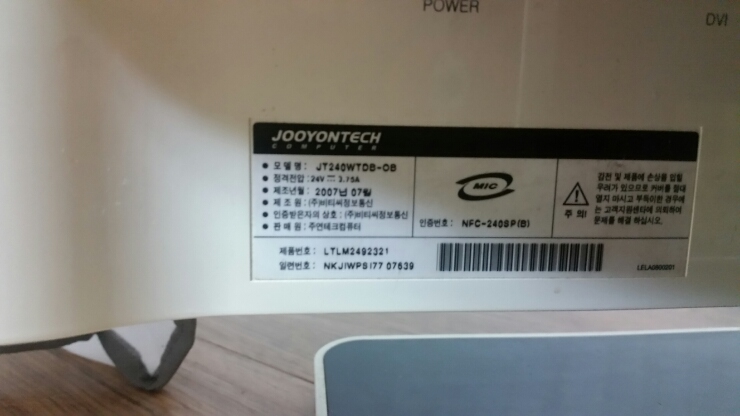 POWER
DVI
JOOYONTECH
COMPUTER
• 모델명: JT240WTDB-OB
• 정격전압: 24V ⎓ 3.75A
• 제조년월: 2007년 07월
• 제조원: (주)비티씨정보통신
• 인증받은자의 상호: (주)비티씨정보통신
• 판매원: 주연테크컴퓨터
MIC
인증번호: NFC-240SP(B)
주 의!
감전 및 제품에 손상을 입힐
우려가 있으므로 커버를 절대
열지 마시고 부득이한 경우에
는 고객지원센타에 의뢰하여
문제를 해결 하십시오.
제품번호: LTLM2492321
일련번호: NKJIWPSI77 07639
LELA0900201